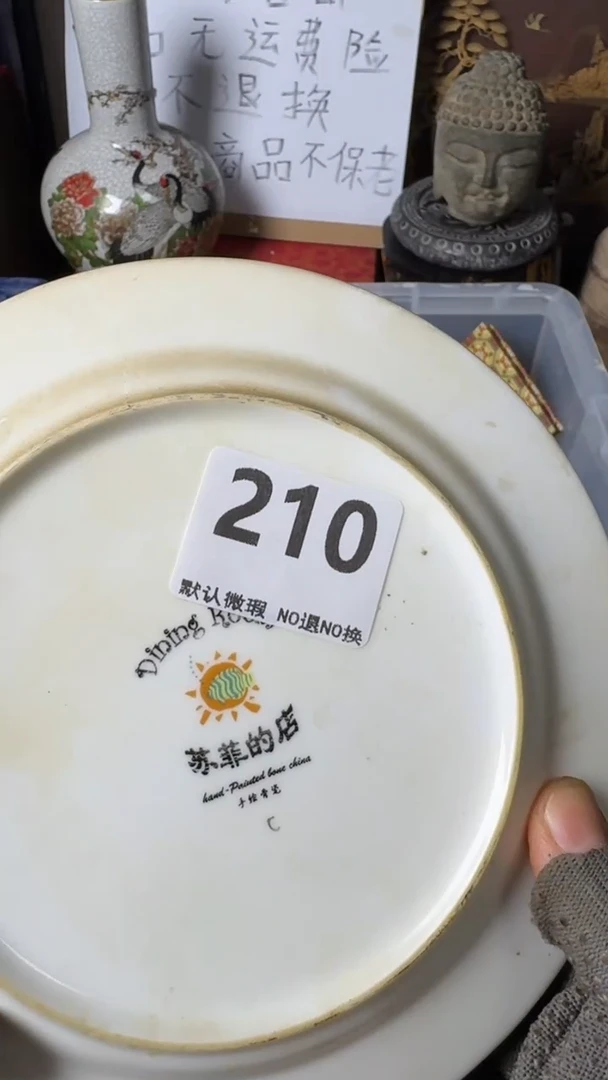 无运费险
不退换
商品不保老
210
默认微瑕 NO退NO换
Dining
苏菲的店
hand-Painted bone china
手绘骨瓷
C